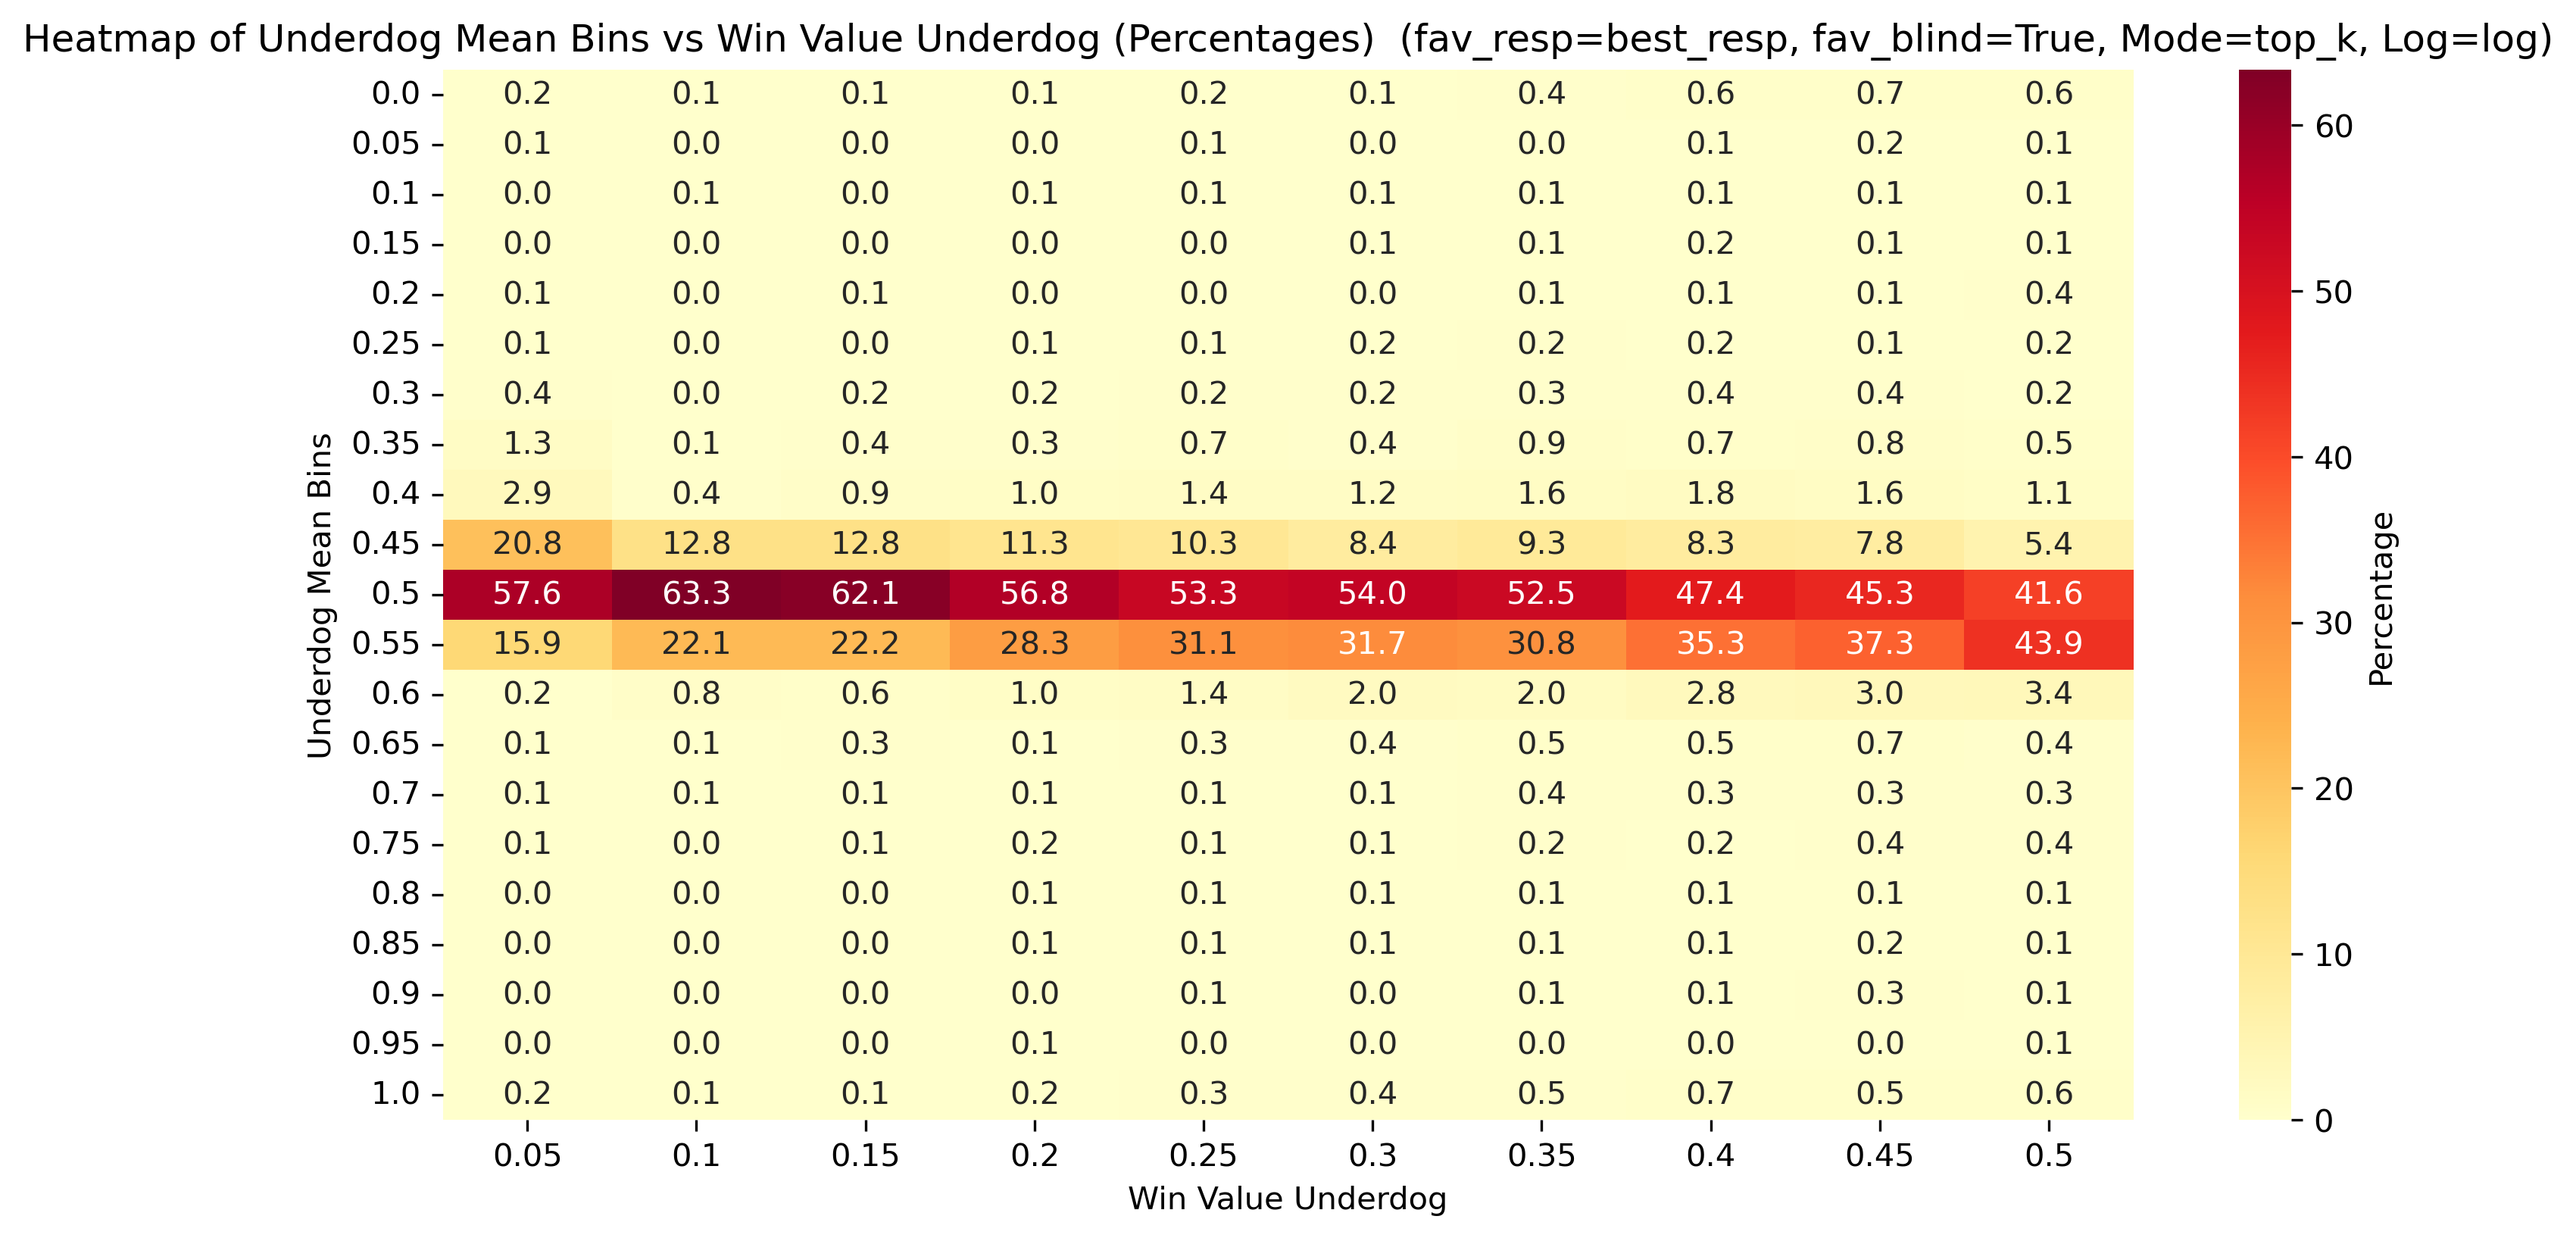 Heatmap of Underdog Mean Bins vs Win Value Underdog (Percentages)  (fav_resp=best_resp, fav_blind=True, Mode=top_k, Log=log)
Underdog Mean Bins
0.0 0.2 0.1 0.1 0.1 0.2 0.1 0.4 0.6 0.7 0.6
0.05 0.1 0.0 0.0 0.0 0.1 0.0 0.0 0.1 0.2 0.1
0.1 0.0 0.1 0.0 0.1 0.1 0.1 0.1 0.1 0.1 0.1
0.15 0.0 0.0 0.0 0.0 0.0 0.1 0.1 0.2 0.1 0.1
0.2 0.1 0.0 0.1 0.0 0.0 0.0 0.1 0.1 0.1 0.4
0.25 0.1 0.0 0.0 0.1 0.1 0.2 0.2 0.2 0.1 0.2
0.3 0.4 0.0 0.2 0.2 0.2 0.2 0.3 0.4 0.4 0.2
0.35 1.3 0.1 0.4 0.3 0.7 0.4 0.9 0.7 0.8 0.5
0.4 2.9 0.4 0.9 1.0 1.4 1.2 1.6 1.8 1.6 1.1
0.45 20.8 12.8 12.8 11.3 10.3 8.4 9.3 8.3 7.8 5.4
0.5 57.6 63.3 62.1 56.8 53.3 54.0 52.5 47.4 45.3 41.6
0.55 15.9 22.1 22.2 28.3 31.1 31.7 30.8 35.3 37.3 43.9
0.6 0.2 0.8 0.6 1.0 1.4 2.0 2.0 2.8 3.0 3.4
0.65 0.1 0.1 0.3 0.1 0.3 0.4 0.5 0.5 0.7 0.4
0.7 0.1 0.1 0.1 0.1 0.1 0.1 0.4 0.3 0.3 0.3
0.75 0.1 0.0 0.1 0.2 0.1 0.1 0.2 0.2 0.4 0.4
0.8 0.0 0.0 0.0 0.1 0.1 0.1 0.1 0.1 0.1 0.1
0.85 0.0 0.0 0.0 0.1 0.1 0.1 0.1 0.1 0.2 0.1
0.9 0.0 0.0 0.0 0.0 0.1 0.0 0.1 0.1 0.3 0.1
0.95 0.0 0.0 0.0 0.1 0.0 0.0 0.0 0.0 0.0 0.1
1.0 0.2 0.1 0.1 0.2 0.3 0.4 0.5 0.7 0.5 0.6
0.05 0.1 0.15 0.2 0.25 0.3 0.35 0.4 0.45 0.5
Win Value Underdog
60
50
40
30
20
10
0
Percentage